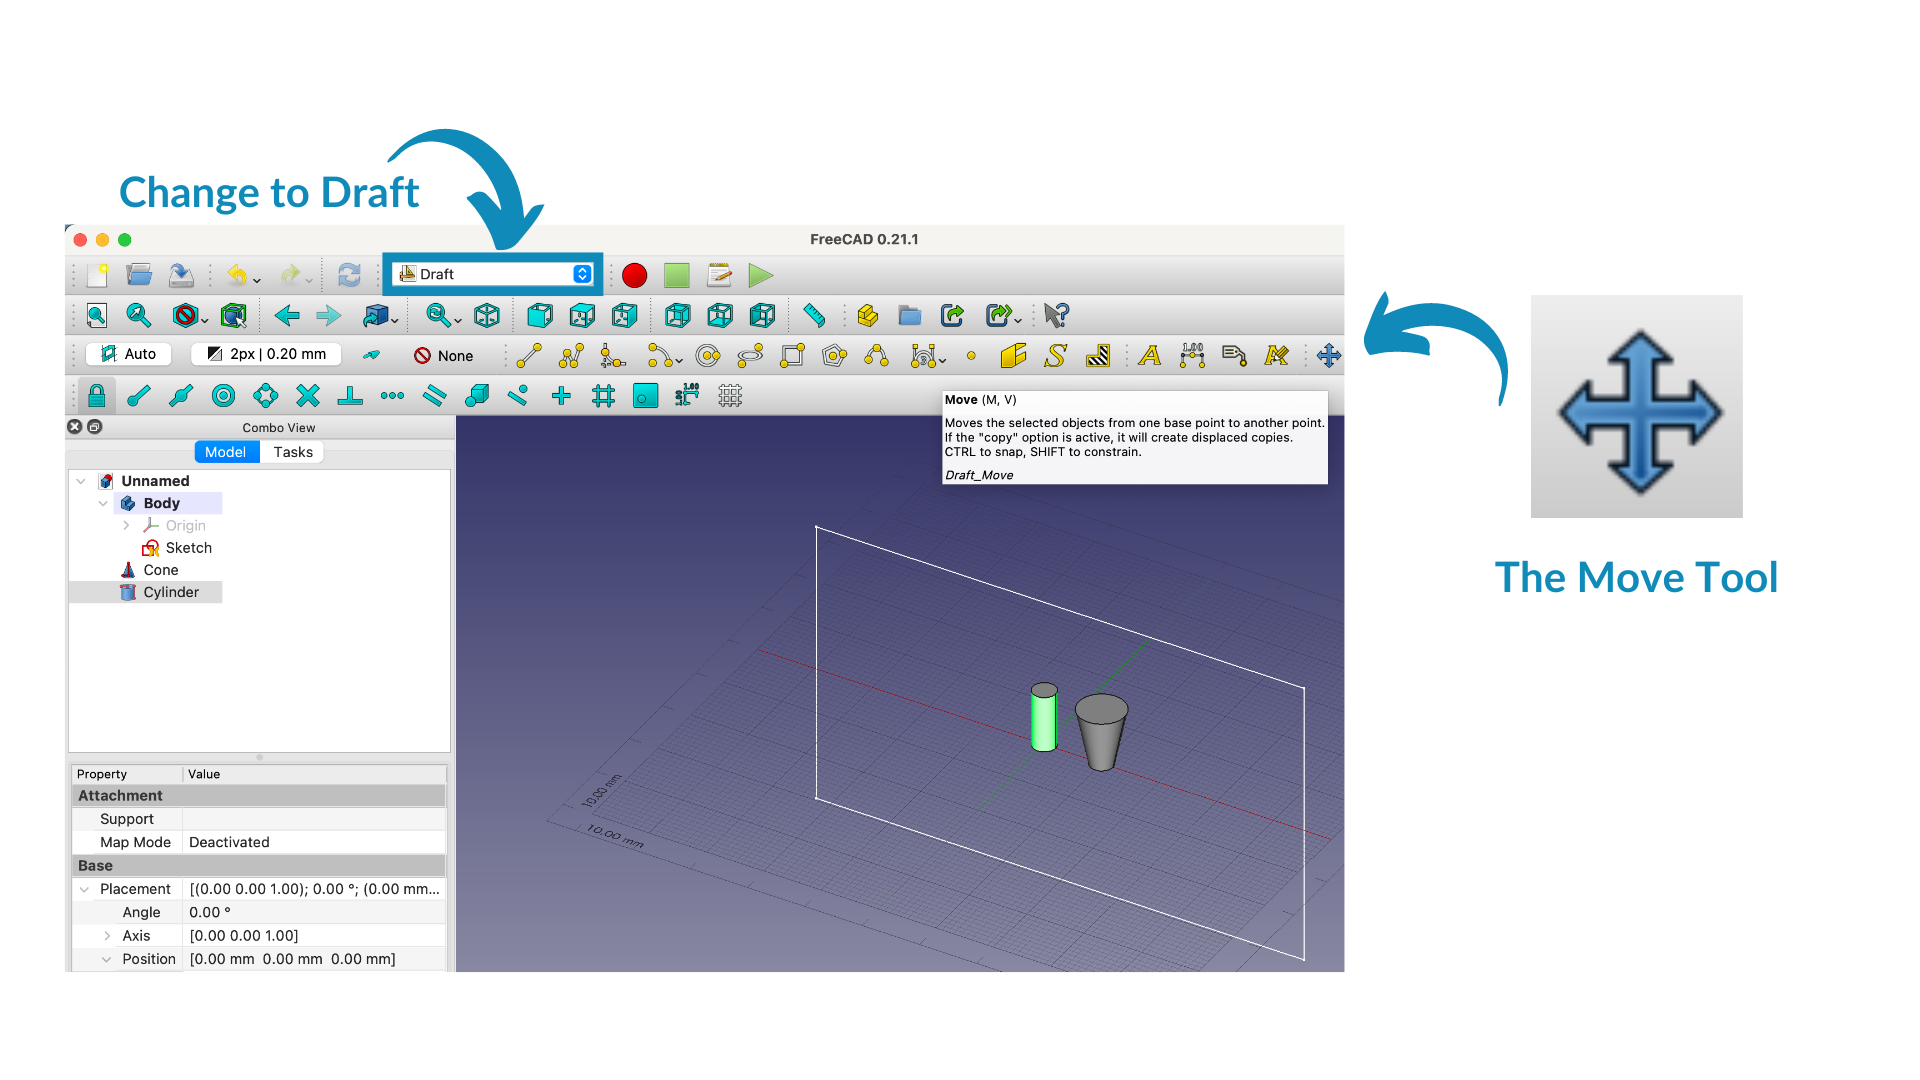 Change to Draft
FreeCAD 0.21.1
Draft
Auto
2px | 0.20 mm
None
1.00
1.00
Move (M, V)
Moves the selected objects from one base point to another point.
If the "copy" option is active, it will create displaced copies.
CTRL to snap, SHIFT to constrain.
Draft_Move
Combo View
Model
Tasks
Unnamed
Body
Origin
Sketch
Cone
Cylinder
The Move Tool
10.00 mm
10.00 mm
Property Value
Attachment
Support
Map Mode Deactivated
Base
Placement [(0.00 0.00 1.00); 0.00 °; (0.00 mm...
Angle 0.00 °
Axis [0.00 0.00 1.00]
Position [0.00 mm 0.00 mm 0.00 mm]